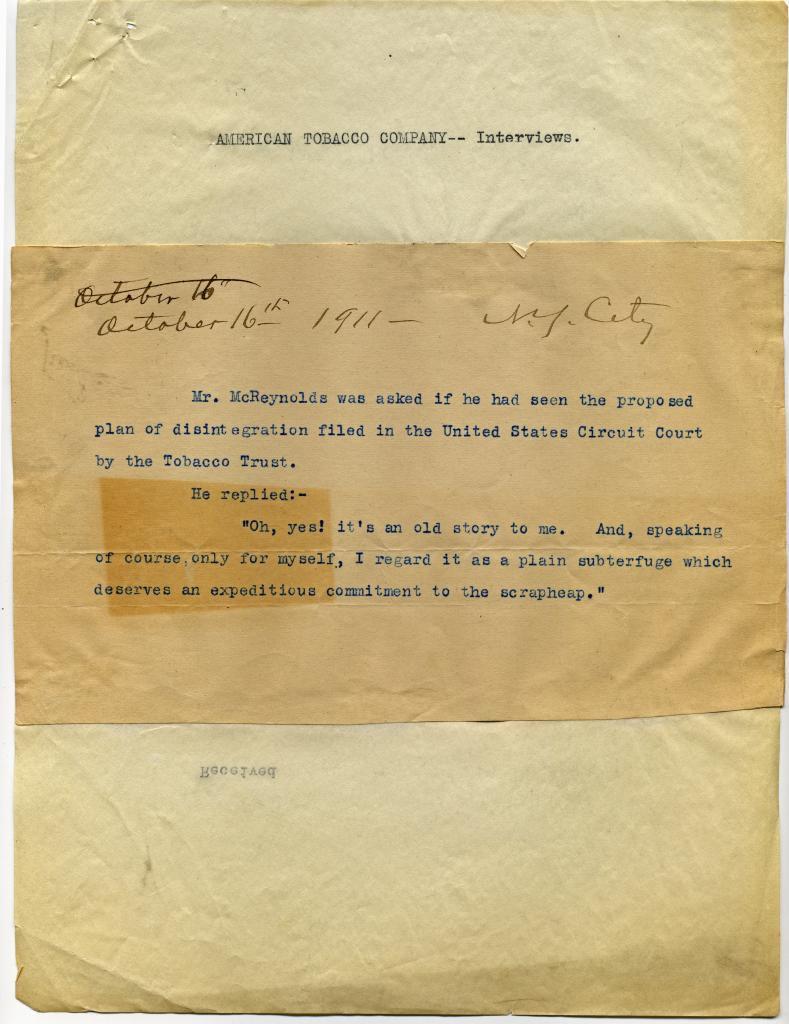 AMERICAN TOBACCO COMPANY-- Interviews.
October 16"
October 16th 1911 — N.Y. City
Mr. McReynolds was asked if he had seen the proposed
plan of disintegration filed in the United States Circuit Court
by the Tobacco Trust.
He replied:-
"Oh, yes! it's an old story to me. And, speaking
of course, only for myself, I regard it as a plain subterfuge which
deserves an expeditious commitment to the scrapheap."
Received